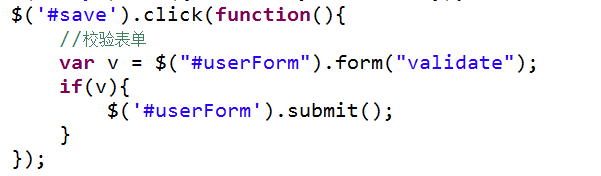 $('#save').click(function(){
    //校验表单
    var v = $("#userForm").form("validate");
    if(v){
        $('#userForm').submit();
    }
});